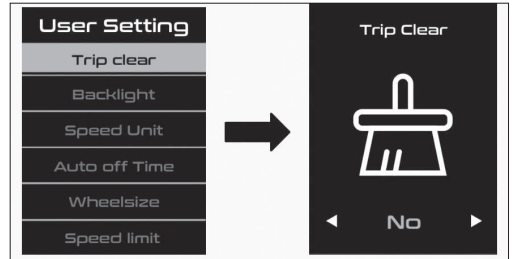 User Setting
Trip clear
Backlight
Speed Unit
Auto off Time
Wheelsize
Speed limit
Trip Clear
No